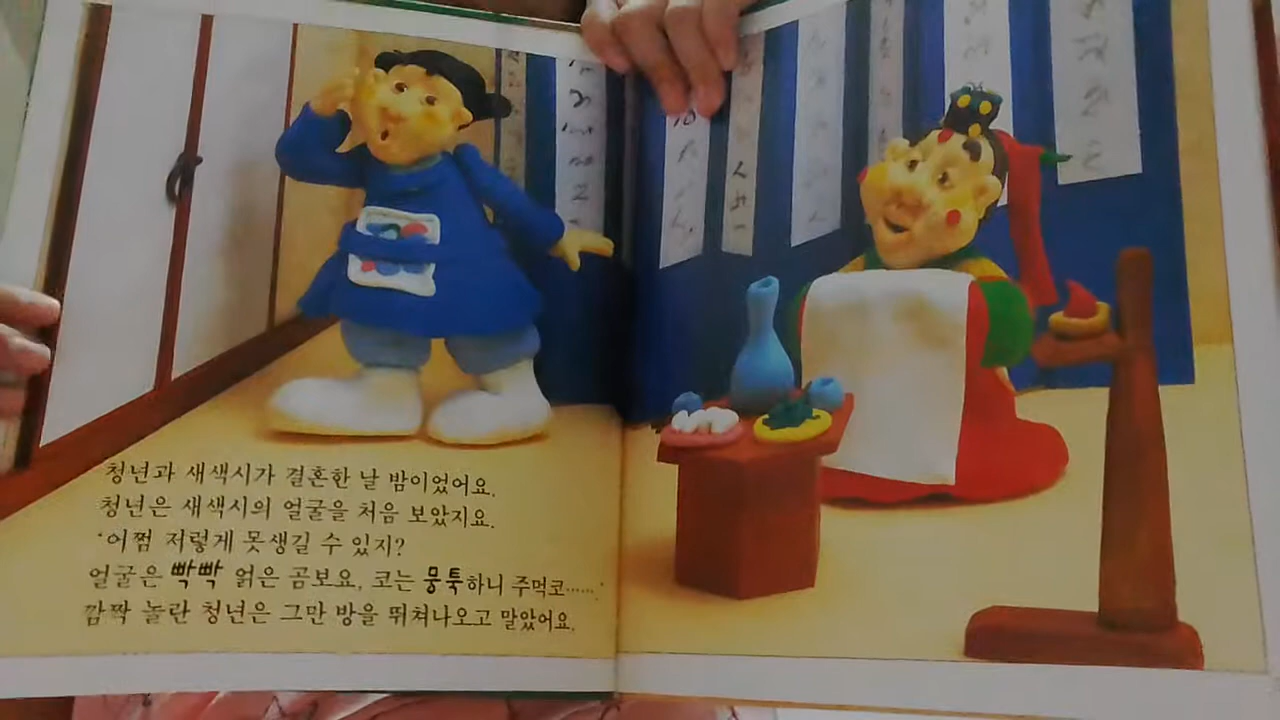 청년과 새색시가 결혼한 날 밤이었어요.
청년은 새색시의 얼굴을 처음 보았지요.
'어쩜 저렇게 못생길 수 있지?
얼굴은 빡빡 얽은 곰보요, 코는 뭉툭하니 주먹코……'
깜짝 놀란 청년은 그만 방을 뛰쳐나오고 말았어요.